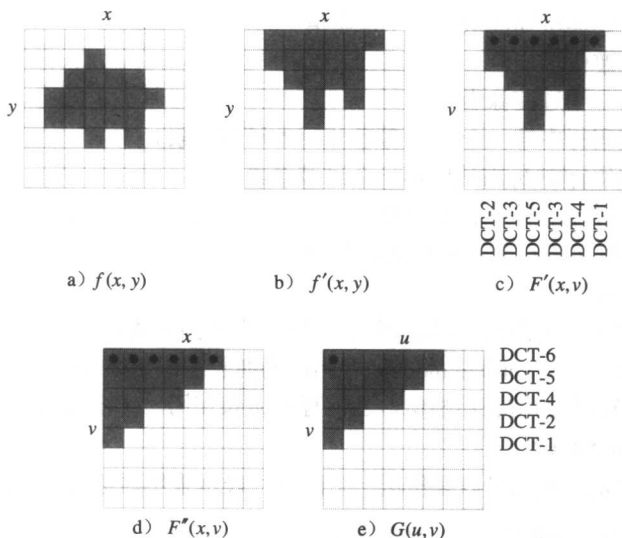 x
x
x
y
y
v
DCT-2
DCT-3
DCT-5
DCT-3
DCT-4
DCT-1
a) f(x, y)
b) f′(x, y)
c) F′(x, v)
x
u
v
v
DCT-6
DCT-5
DCT-4
DCT-2
DCT-1
d) F″(x, v)
e) G(u, v)